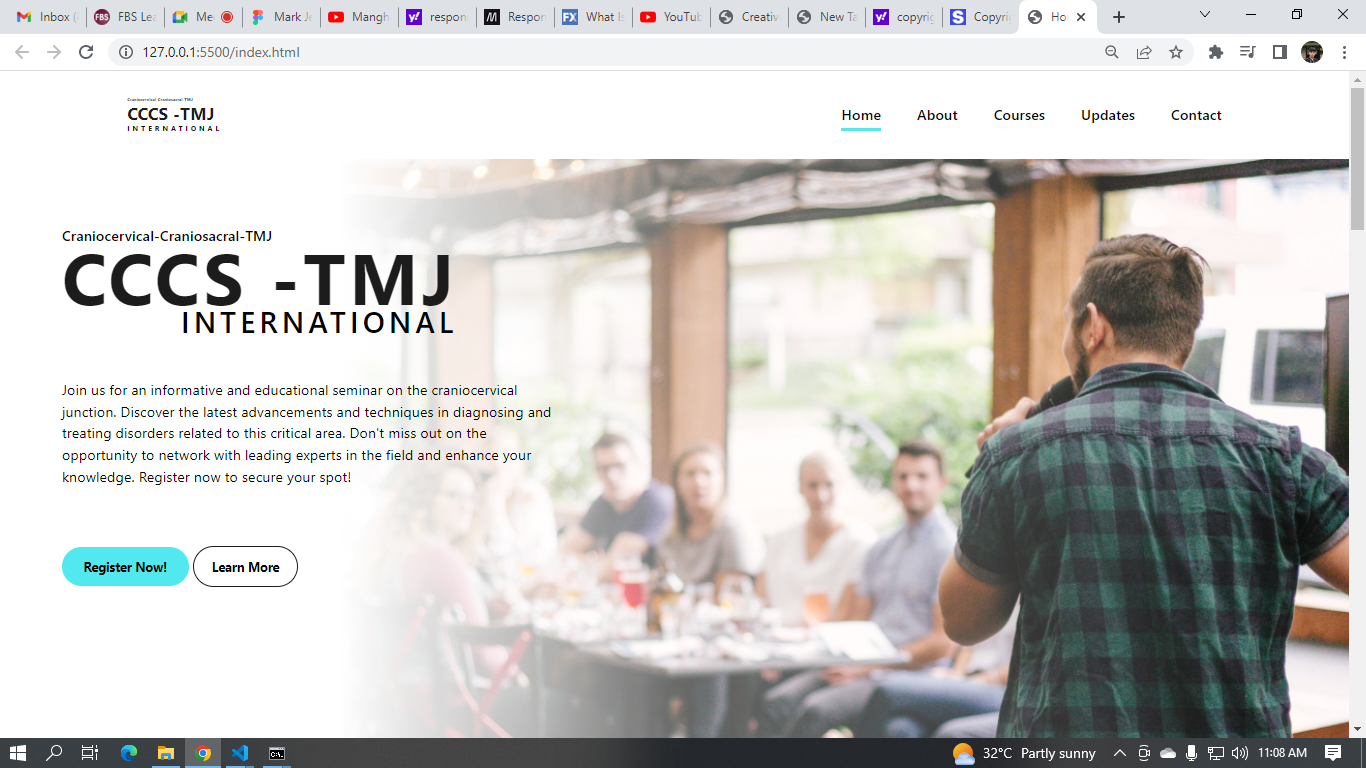 Inbox (
FBS Lea
Me
Mark Je
Mangh
respon
Respon
What Is
YouTub
Creative
New Ta
copyrig
Copyrig
Ho
127.0.0.1:5500/index.html
Craniocervical Craniosacral TMJ
CCCS -TMJ
INTERNATIONAL
Home About Courses Updates Contact
Craniocervical-Craniosacral-TMJ
CCCS -TMJ
INTERNATIONAL
Join us for an informative and educational seminar on the craniocervical
junction. Discover the latest advancements and techniques in diagnosing and
treating disorders related to this critical area. Don't miss out on the
opportunity to network with leading experts in the field and enhance your
knowledge. Register now to secure your spot!
Register Now! Learn More
32°C Partly sunny
11:08 AM